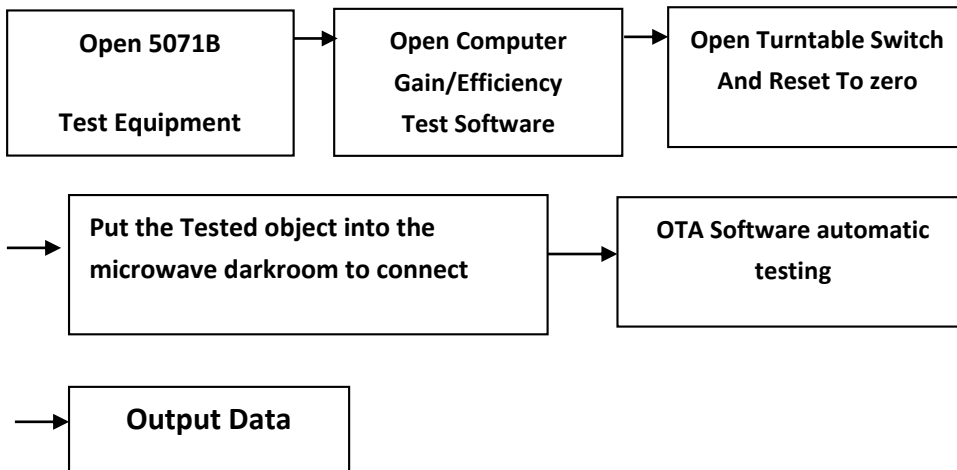 Open 5071B
Test Equipment
Open Computer
Gain/Efficiency
Test Software
Open Turntable Switch
And Reset To zero
Put the Tested object into the
microwave darkroom to connect
OTA Software automatic
testing
Output Data